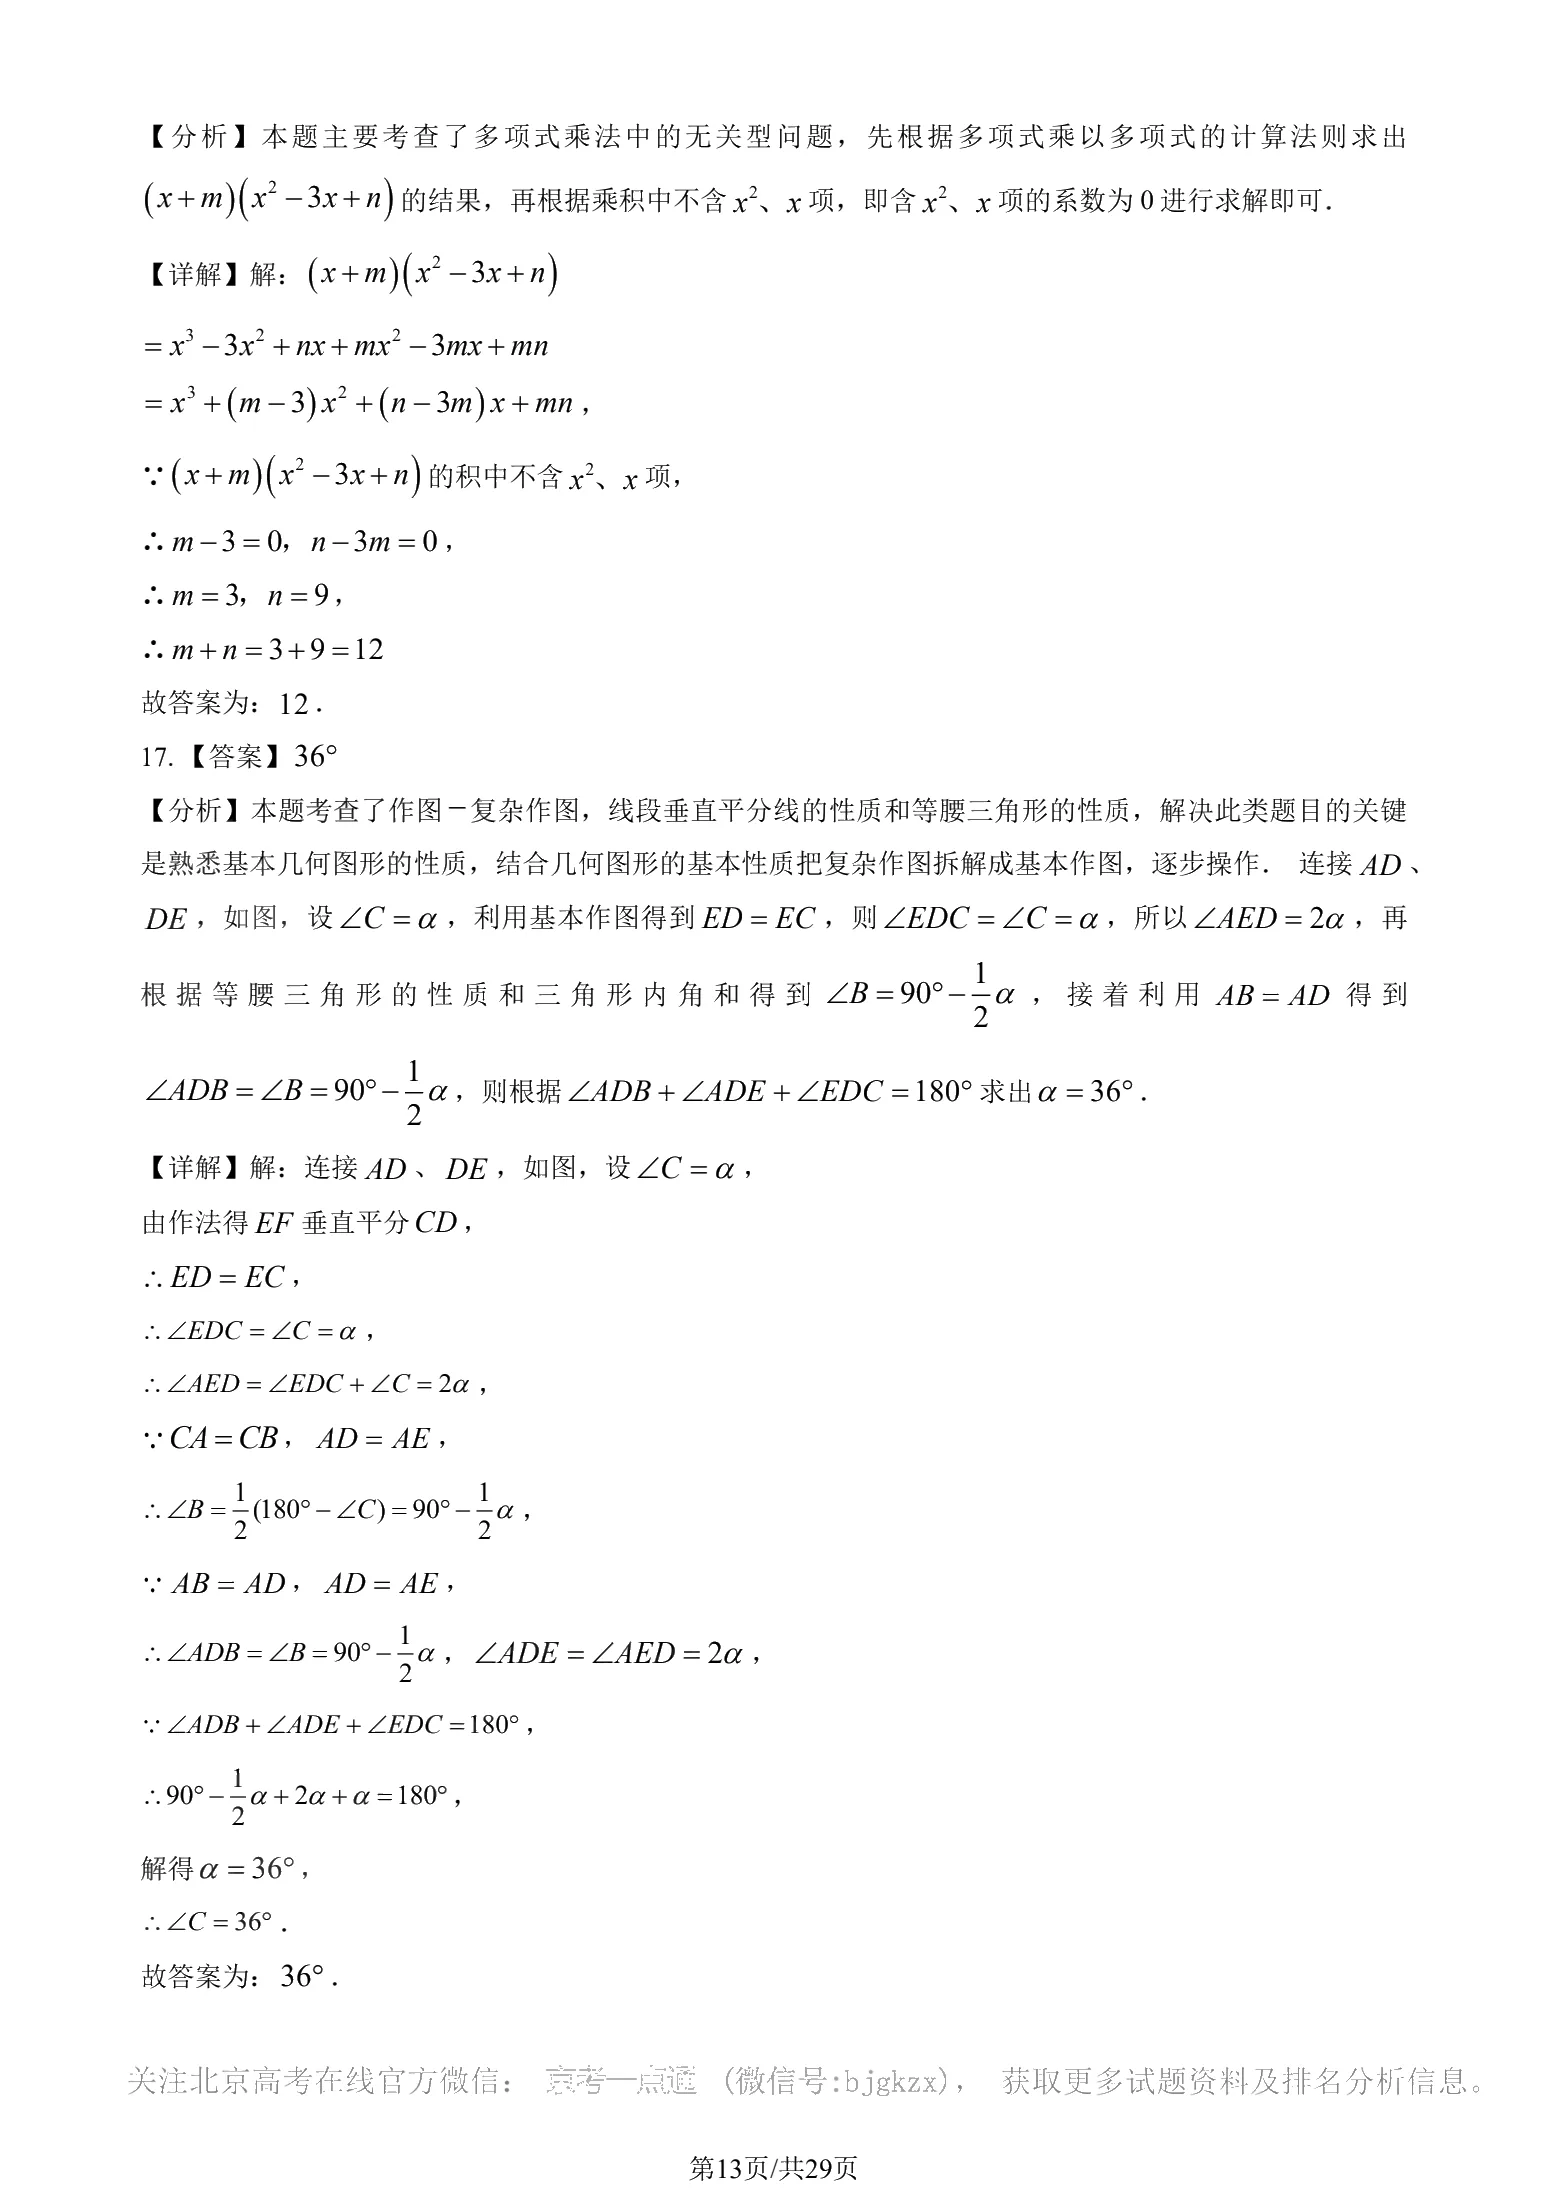 【分析】本题主要考查了多项式乘法中的无关型问题，先根据多项式乘以多项式的计算法则求出
(x+m)(x²−3x+n)的结果，再根据乘积中不含 x²、x 项，即含 x²、x 项的系数为 0 进行求解即可．
【详解】解：(x+m)(x²−3x+n)
=x³−3x²+nx+mx²−3mx+mn
=x³+(m−3)x²+(n−3m)x+mn，
∵(x+m)(x²−3x+n)的积中不含 x²、x 项，
∴m−3=0，n−3m=0，
∴m=3，n=9，
∴m+n=3+9=12
故答案为：12．
17.【答案】36°
【分析】本题考查了作图－复杂作图，线段垂直平分线的性质和等腰三角形的性质，解决此类题目的关键
是熟悉基本几何图形的性质，结合几何图形的基本性质把复杂作图拆解成基本作图，逐步操作． 连接 AD、
DE，如图，设∠C=α，利用基本作图得到ED=EC，则∠EDC=∠C=α，所以∠AED=2α，再
根据等腰三角形的性质和三角形内角和得到∠B=90°−1/2α，接着利用 AB=AD 得到
∠ADB=∠B=90°−1/2α，则根据∠ADB+∠ADE+∠EDC=180°求出α=36°．
【详解】解：连接 AD、DE，如图，设∠C=α，
由作法得EF垂直平分CD，
∴ED=EC，
∴∠EDC=∠C=α，
∴∠AED=∠EDC+∠C=2α，
∵CA=CB，AD=AE，
∴∠B=1/2(180°−∠C)=90°−1/2α，
∵AB=AD，AD=AE，
∴∠ADB=∠B=90°−1/2α，∠ADE=∠AED=2α，
∵∠ADB+∠ADE+∠EDC=180°，
∴90°−1/2α+2α+α=180°，
解得α=36°，
∴∠C=36°．
故答案为：36°．
关注北京高考在线官方微信： 京考一点通 (微信号:bjgkzx)， 获取更多试题资料及排名分析信息。
第13页/共29页